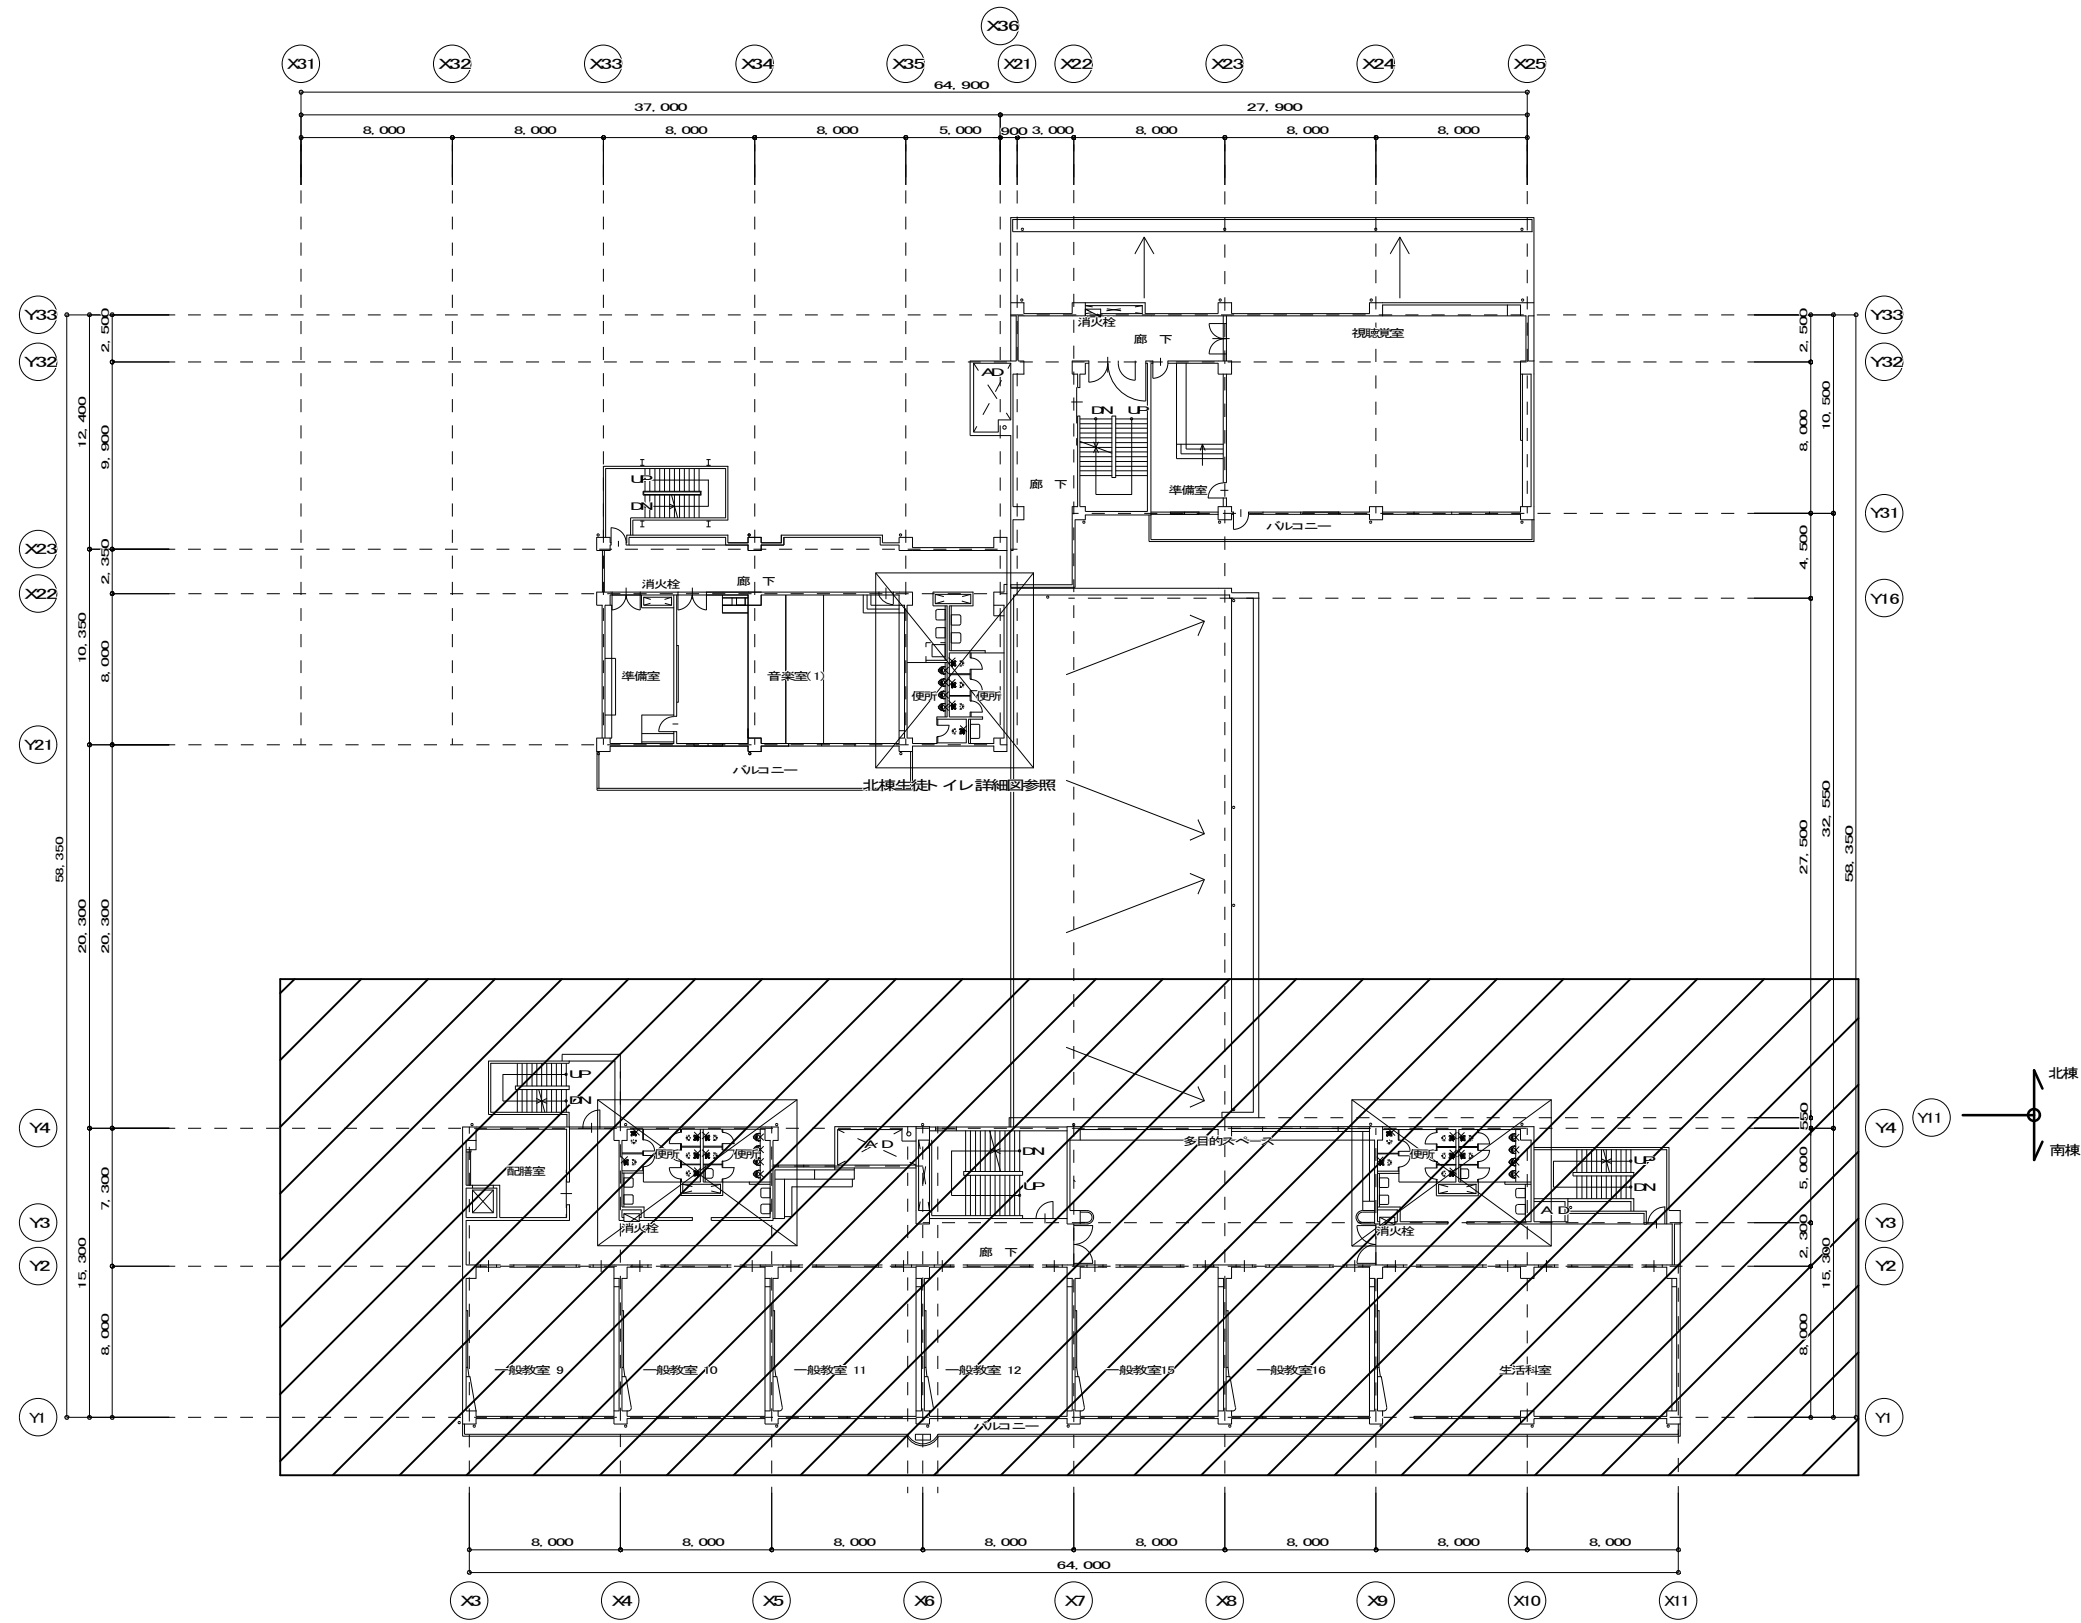 X36
X31 X32 X33 X34 X35 X21 X22 X23 X24 X25
64,900
37,000 27,900
8,000 8,000 8,000 8,000 5,000 900 3,000 8,000 8,000 8,000
Y33 2,500 消火栓 廊 下 視聴覚室 2,500 Y33
Y32 AD Y32
12,400 9,900 DN UP 8,000 10,500
UP
DN 廊 下 準備室
バルコニー Y31
X23
2,350 消火栓 廊 下 4,500
X22 Y16
10,350 8,000 準備室 音楽室(1) 便所 便所
Y21
バルコニー
北棟生徒トイレ詳細図参照
58,350 20,300 20,300 27,500 32,550 58,350
UP
DN
北棟
Y11
南棟
Y4 550 Y4
配膳室 便所 便所 AD DN UP 多目的スペース 便所 UP DN
7,300 5,000
消火栓 AD 消火栓
Y3 Y3
廊 下 2,300
Y2 15,300 15,300 Y2
8,000 8,000
一般教室 9 一般教室 10 一般教室 11 一般教室 12 一般教室15 一般教室16 生活科室
Y1 バルコニー Y1
8,000 8,000 8,000 8,000 8,000 8,000 8,000 8,000
64,000
X3 X4 X5 X6 X7 X8 X9 X10 X11